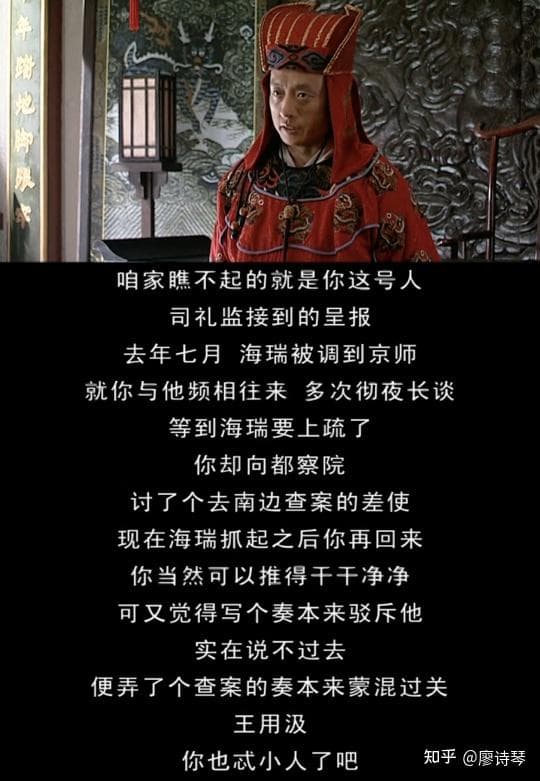 年踏地脚跟牢
咱家瞧不起的就是你这号人
司礼监接到的呈报
去年七月 海瑞被调到京师
就你与他频相往来 多次彻夜长谈
等到海瑞要上疏了
你却向都察院
讨了个去南边查案的差使
现在海瑞抓起之后你再回来
你当然可以推得干干净净
可又觉得写个奏本来驳斥他
实在说不过去
便弄了个查案的奏本来蒙混过关
王用汲
你也忒小人了吧
知乎 @廖诗琴